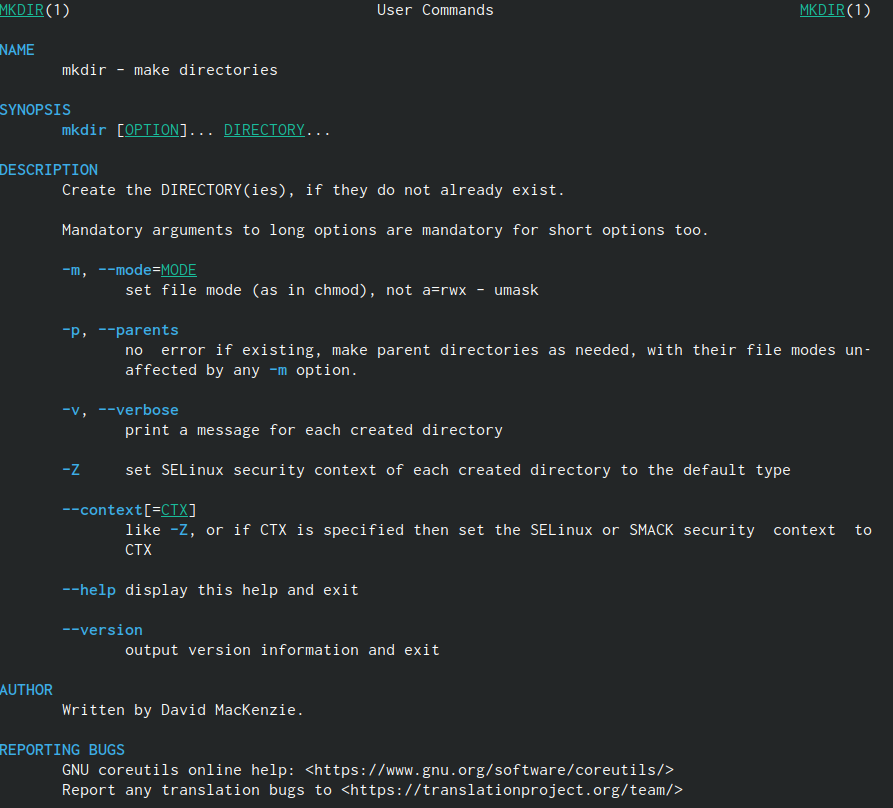 MKDIR(1) User Commands MKDIR(1)
NAME
mkdir - make directories
SYNOPSIS
mkdir [OPTION]... DIRECTORY...
DESCRIPTION
Create the DIRECTORY(ies), if they do not already exist.
Mandatory arguments to long options are mandatory for short options too.
-m, --mode=MODE
set file mode (as in chmod), not a=rwx - umask
-p, --parents
no  error if existing, make parent directories as needed, with their file modes un-
affected by any -m option.
-v, --verbose
print a message for each created directory
-Z     set SELinux security context of each created directory to the default type
--context[=CTX]
like -Z, or if CTX is specified then set the SELinux or SMACK security  context  to
CTX
--help display this help and exit
--version
output version information and exit
AUTHOR
Written by David MacKenzie.
REPORTING BUGS
GNU coreutils online help: <https://www.gnu.org/software/coreutils/>
Report any translation bugs to <https://translationproject.org/team/>